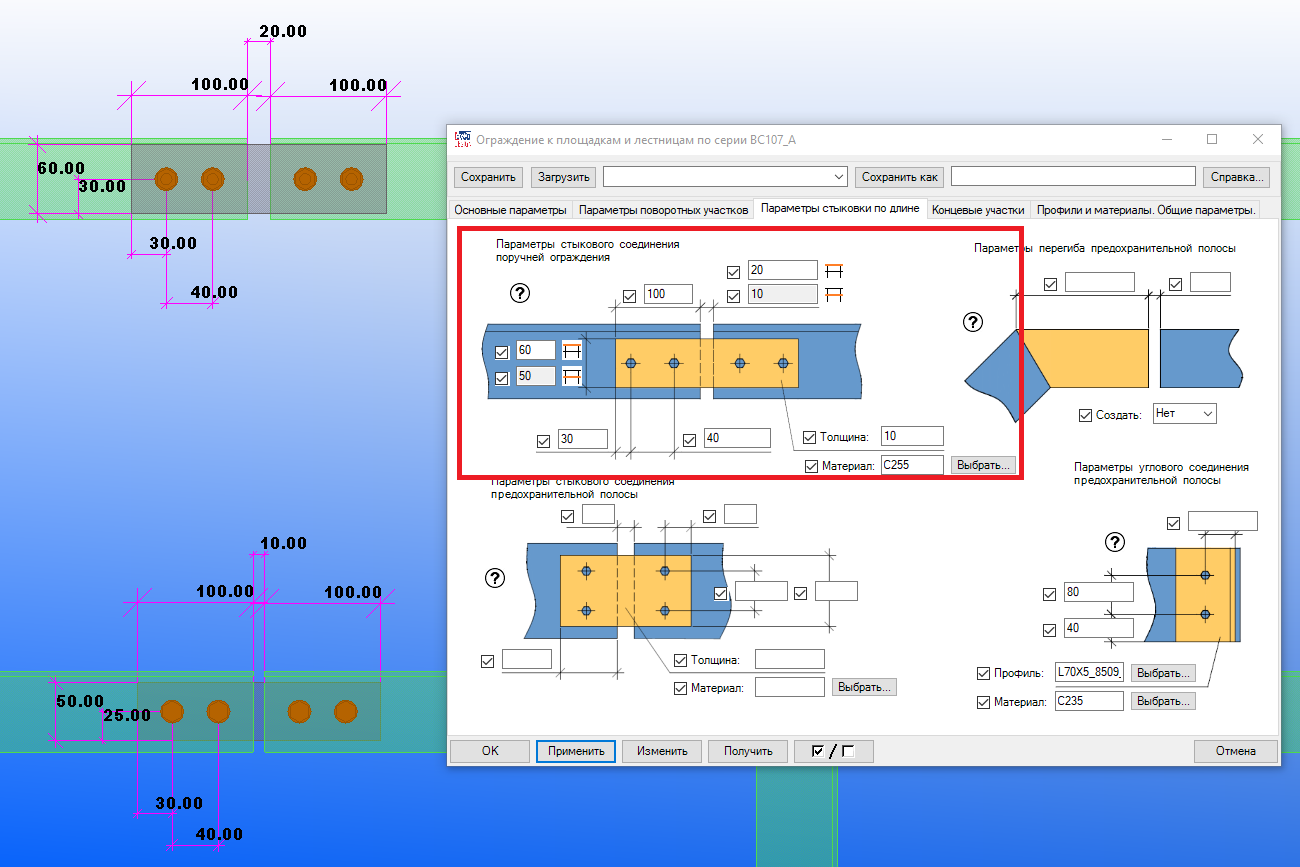 20.00
100.00
100.00
60.00
30.00
30.00
40.00
10.00
100.00
100.00
50.00
25.00
30.00
40.00
Ограждение к площадкам и лестницам по серии ВС107_А
Сохранить
Загрузить
Сохранить как
Справка...
Основные параметры
Параметры поворотных участков
Параметры стыковки по длине
Концевые участки
Профили и материалы. Общие параметры.
Параметры стыкового соединения
поручней ограждения
?
20
100
10
60
50
30
40
Толщина:
10
Материал:
C255
Выбрать...
Параметры перегиба предохранительной полосы
?
Создать:
Нет
Параметры стыкового соединения
предохранительной полосы
?
Толщина:
Материал:
Выбрать...
Параметры углового соединения
предохранительной полосы
?
80
40
Профиль:
L70X5_8509_
Выбрать...
Материал:
C235
Выбрать...
OK
Применить
Изменить
Получить
/
Отмена